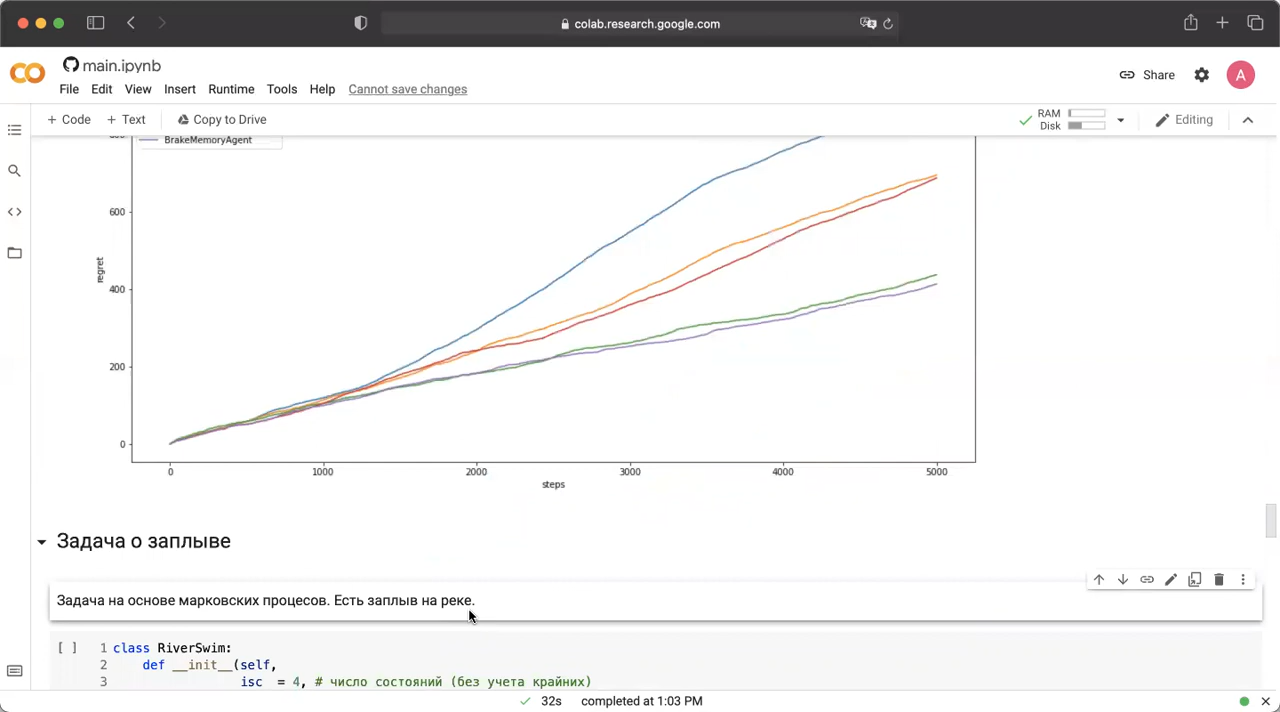 colab.research.google.com
main.ipynb
File Edit View Insert Runtime Tools Help Cannot save changes
Share
A
+ Code + Text Copy to Drive
RAM
Disk
Editing
BrakeMemoryAgent
600
400
200
0
regret
0 1000 2000 3000 4000 5000
steps
Задача о заплыве
Задача на основе марковских процесов. Есть заплыв на реке.
[ ] 1 class RiverSwim:
2 def __init__(self,
3 isc = 4, # число состояний (без учета крайних)
32s completed at 1:03 PM